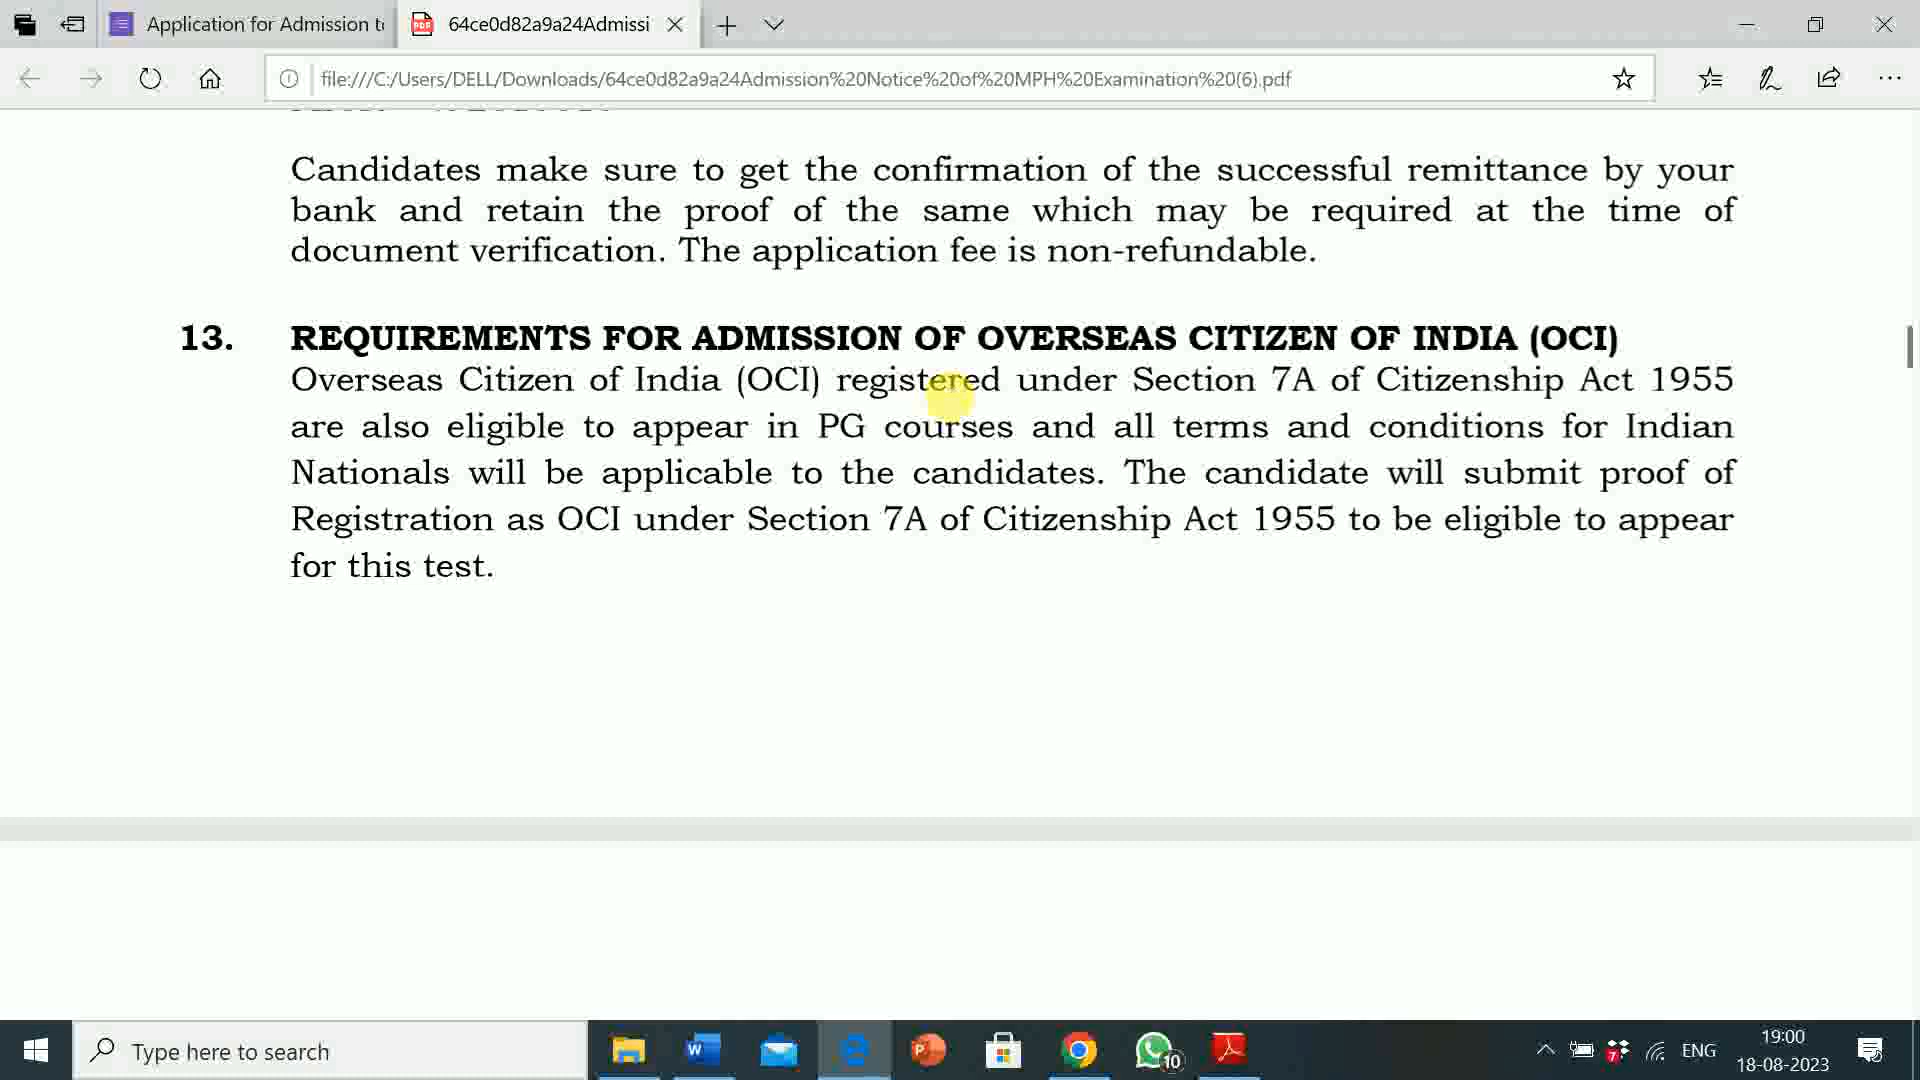 Application for Admission to
64ce0d82a9a24Admissi
file:///C:/Users/DELL/Downloads/64ce0d82a9a24Admission%20Notice%20of%20MPH%20Examination%20(6).pdf
Candidates make sure to get the confirmation of the successful remittance by your
bank and retain the proof of the same which may be required at the time of
document verification. The application fee is non-refundable.
13. REQUIREMENTS FOR ADMISSION OF OVERSEAS CITIZEN OF INDIA (OCI)
Overseas Citizen of India (OCI) registered under Section 7A of Citizenship Act 1955
are also eligible to appear in PG courses and all terms and conditions for Indian
Nationals will be applicable to the candidates. The candidate will submit proof of
Registration as OCI under Section 7A of Citizenship Act 1955 to be eligible to appear
for this test.
Type here to search
10
7
ENG
19:00
18-08-2023